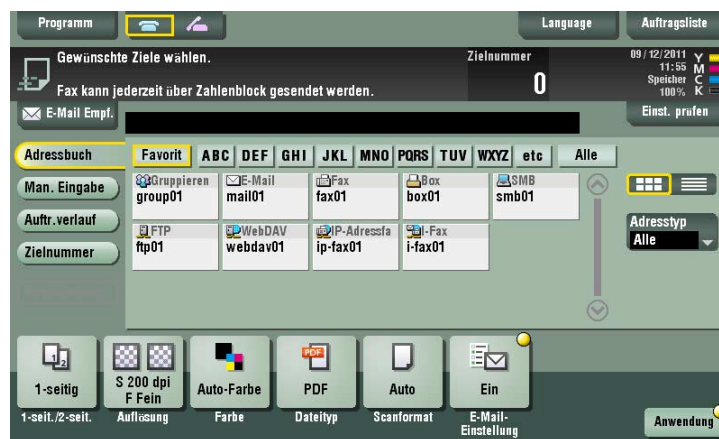 Programm
Language
Auftragsliste
Gewünschte Ziele wählen.
Zielnummer
0
Fax kann jederzeit über Zahlenblock gesendet werden.
09/12/2011
11:55
Speicher
100%
Y
M
C
K
E-Mail Empf.
Einst. prüfen
Adressbuch
Favorit ABC DEF GHI JKL MNO PQRS TUV WXYZ etc Alle
Man. Eingabe
Auftr.verlauf
Zielnummer
Gruppieren
group01
E-Mail
mail01
Fax
fax01
Box
box01
SMB
smb01
FTP
ftp01
WebDAV
webdav01
IP-Adressfa
ip-fax01
I-Fax
i-fax01
Adresstyp
Alle
1-seitig
1-seit./2-seit.
S 200 dpi
F Fein
Auflösung
Auto-Farbe
Farbe
PDF
PDF
Dateityp
Auto
Scanformat
Ein
E-Mail-
Einstellung
Anwendung